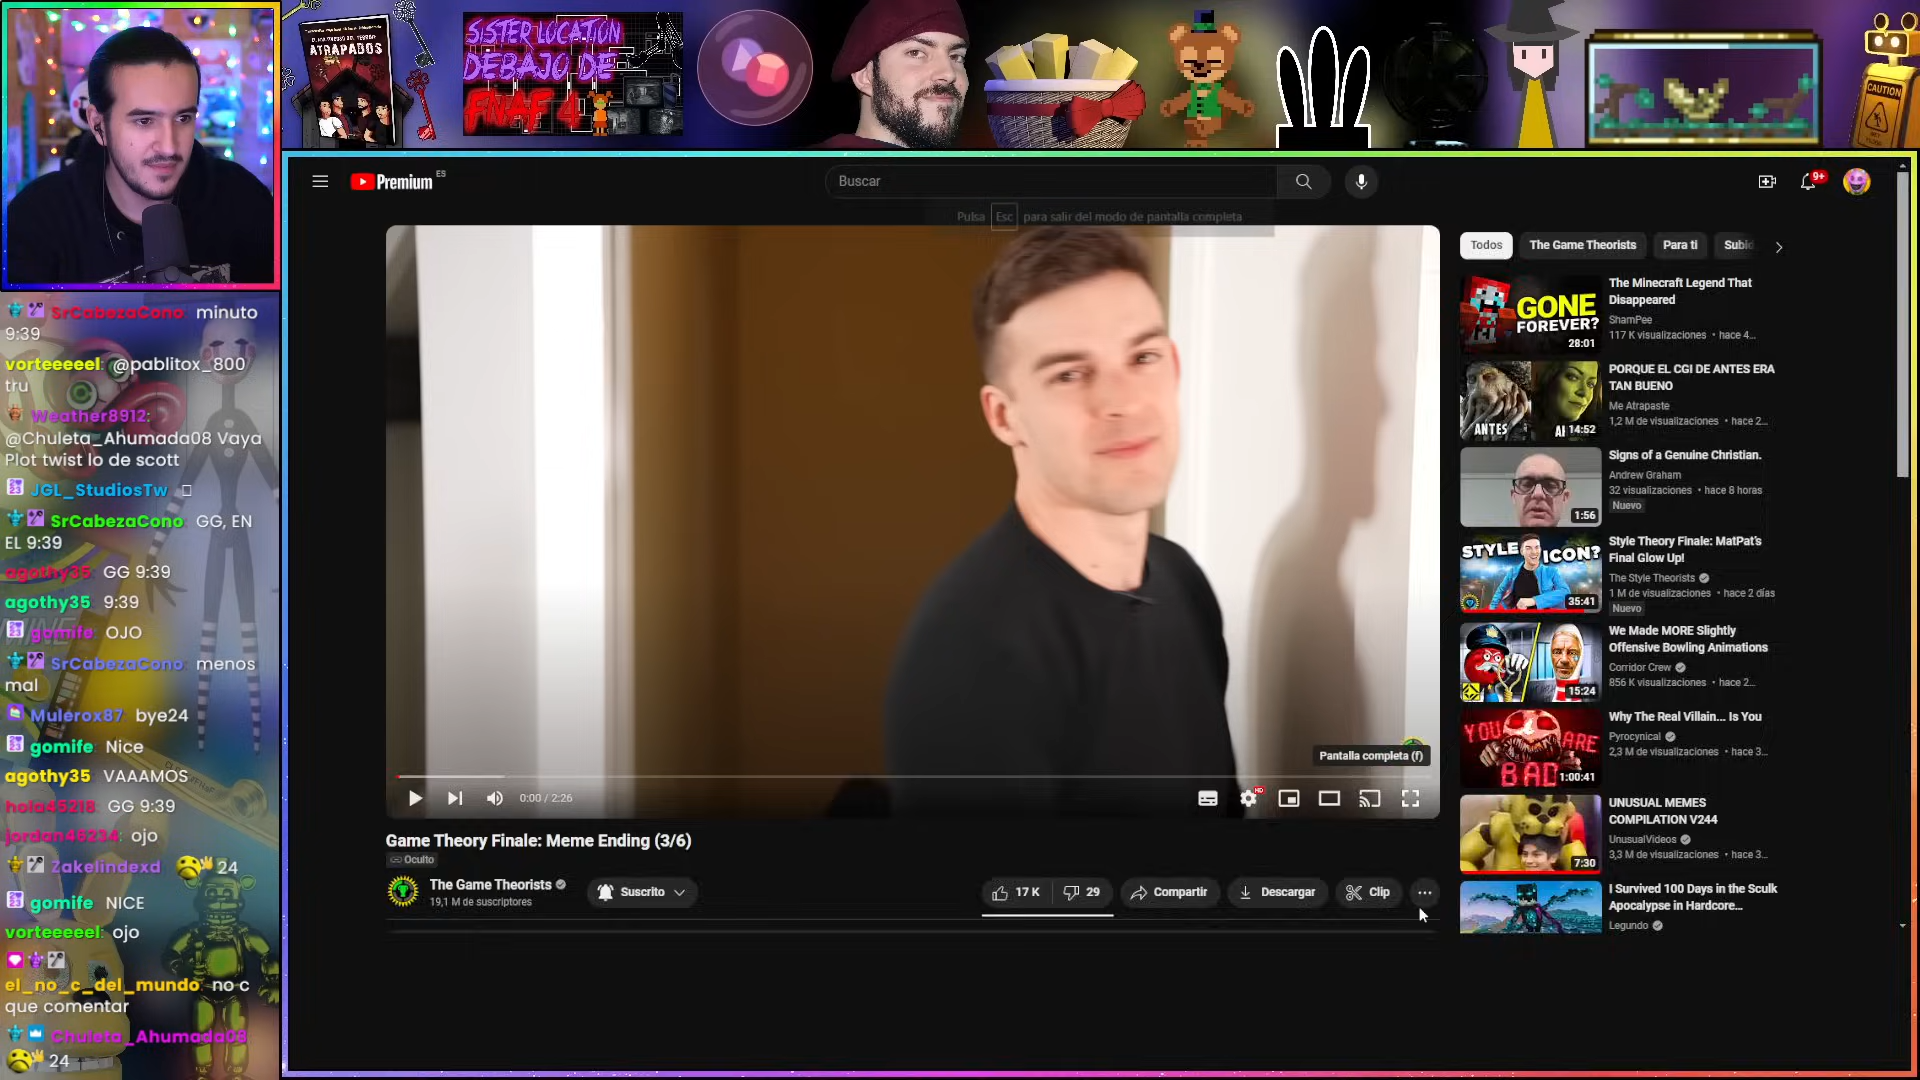 ATRAPADOS
SISTER LOCATION
DEBAJO DE
FNAF 4
CAUTION
SrCabezaCono: minuto
9:39
vorteeeeel: @pablitox_800
tru
Weather8912:
@Chuleta_Ahumada08 Vaya
Plot twist lo de scott
JGL_StudiosTw
SrCabezaCono GG, EN
EL 9:39
agothy35 GG 9:39
agothy35 9:39
gomife: OJO
SrCabezaCono: menos
mal
Mulerox87 bye24
gomife Nice
agothy35 VAAAMOS
hola45218: GG 9:39
jordan46234: ojo
Zakelindexd 24
gomife NICE
vorteeeeel: ojo
el_no_c_del_mundo: no c
que comentar
Chuleta_Ahumada08
24
Premium ES
Buscar
9+
Pulsa Esc para salir del modo de pantalla completa
Pantalla completa (f)
0:00 / 2:26
HD
Game Theory Finale: Meme Ending (3/6)
Oculto
The Game Theorists
19,1 M de suscriptores
Suscrito
17 K
29
Compartir
Descargar
Clip
Todos
The Game Theorists
Para ti
Subid
GONE
FOREVER?
28:01
The Minecraft Legend That
Disappeared
ShamPee
117 K visualizaciones • hace 4...
ANTES
14:52
PORQUE EL CGI DE ANTES ERA
TAN BUENO
Me Atrapaste
1,2 M de visualizaciones • hace 2...
1:56
Signs of a Genuine Christian.
Andrew Graham
32 visualizaciones • hace 8 horas
Nuevo
STYLE ICON?
35:41
Style Theory Finale: MatPat's
Final Glow Up!
The Style Theorists
1 M de visualizaciones • hace 2 días
Nuevo
15:24
We Made MORE Slightly
Offensive Bowling Animations
Corridor Crew
856 K visualizaciones • hace 2...
YOU ARE
BAD
1:00:41
Why The Real Villain... Is You
Pyrocynical
2,3 M de visualizaciones • hace 3...
7:30
UNUSUAL MEMES
COMPILATION V244
UnusualVideos
3,3 M de visualizaciones • hace 3...
I Survived 100 Days in the Sculk
Apocalypse in Hardcore...
Legundo